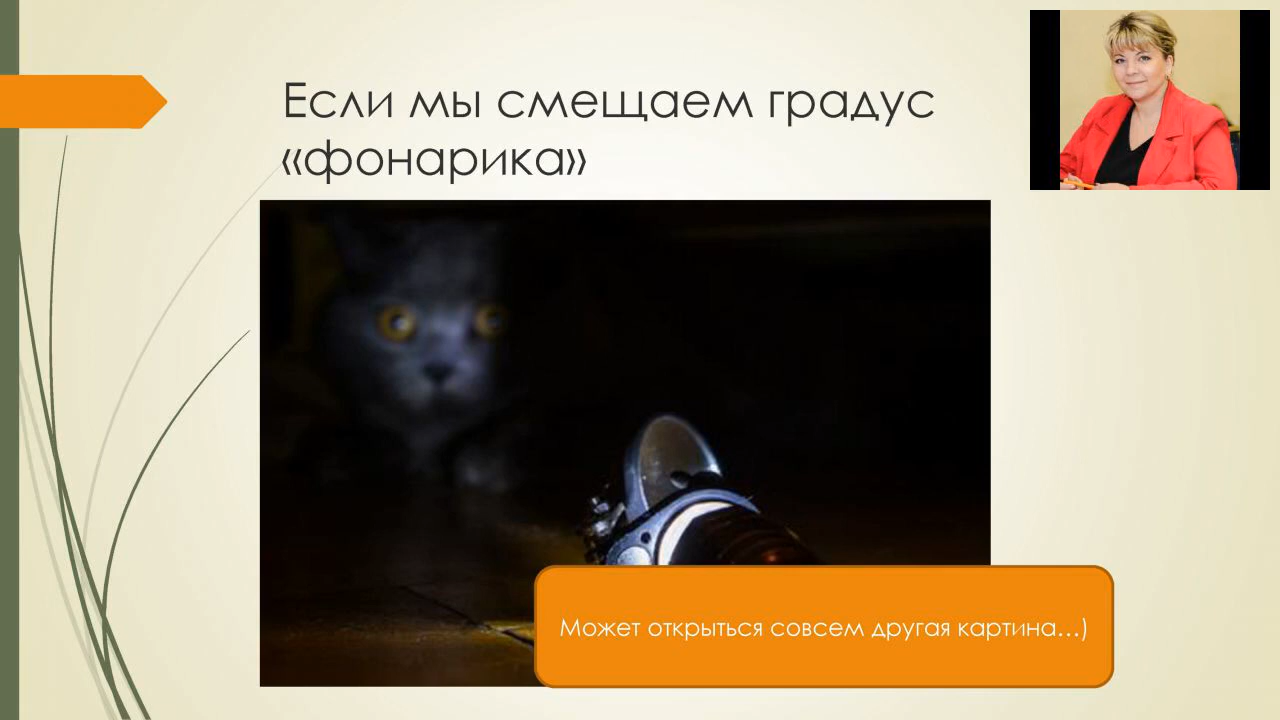 Если мы смещаем градус
«фонарика»
Может открыться совсем другая картина…)